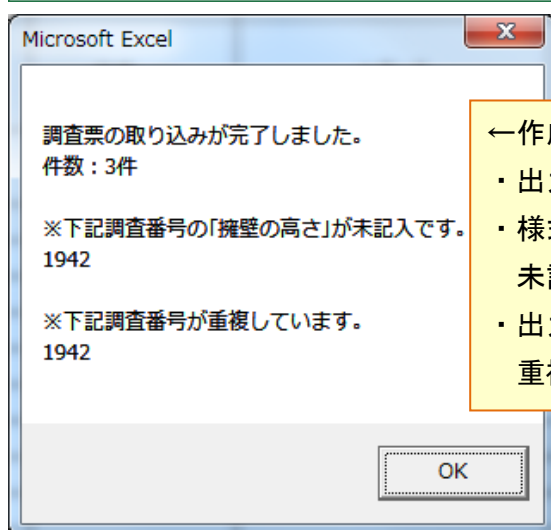 Microsoft Excel
調査票の取り込みが完了しました。
件数：3件
※下記調査番号の「擁壁の高さ」が未記入です。
1942
※下記調査番号が重複しています。
1942
OK
←作
・出
・様
未
・出
重